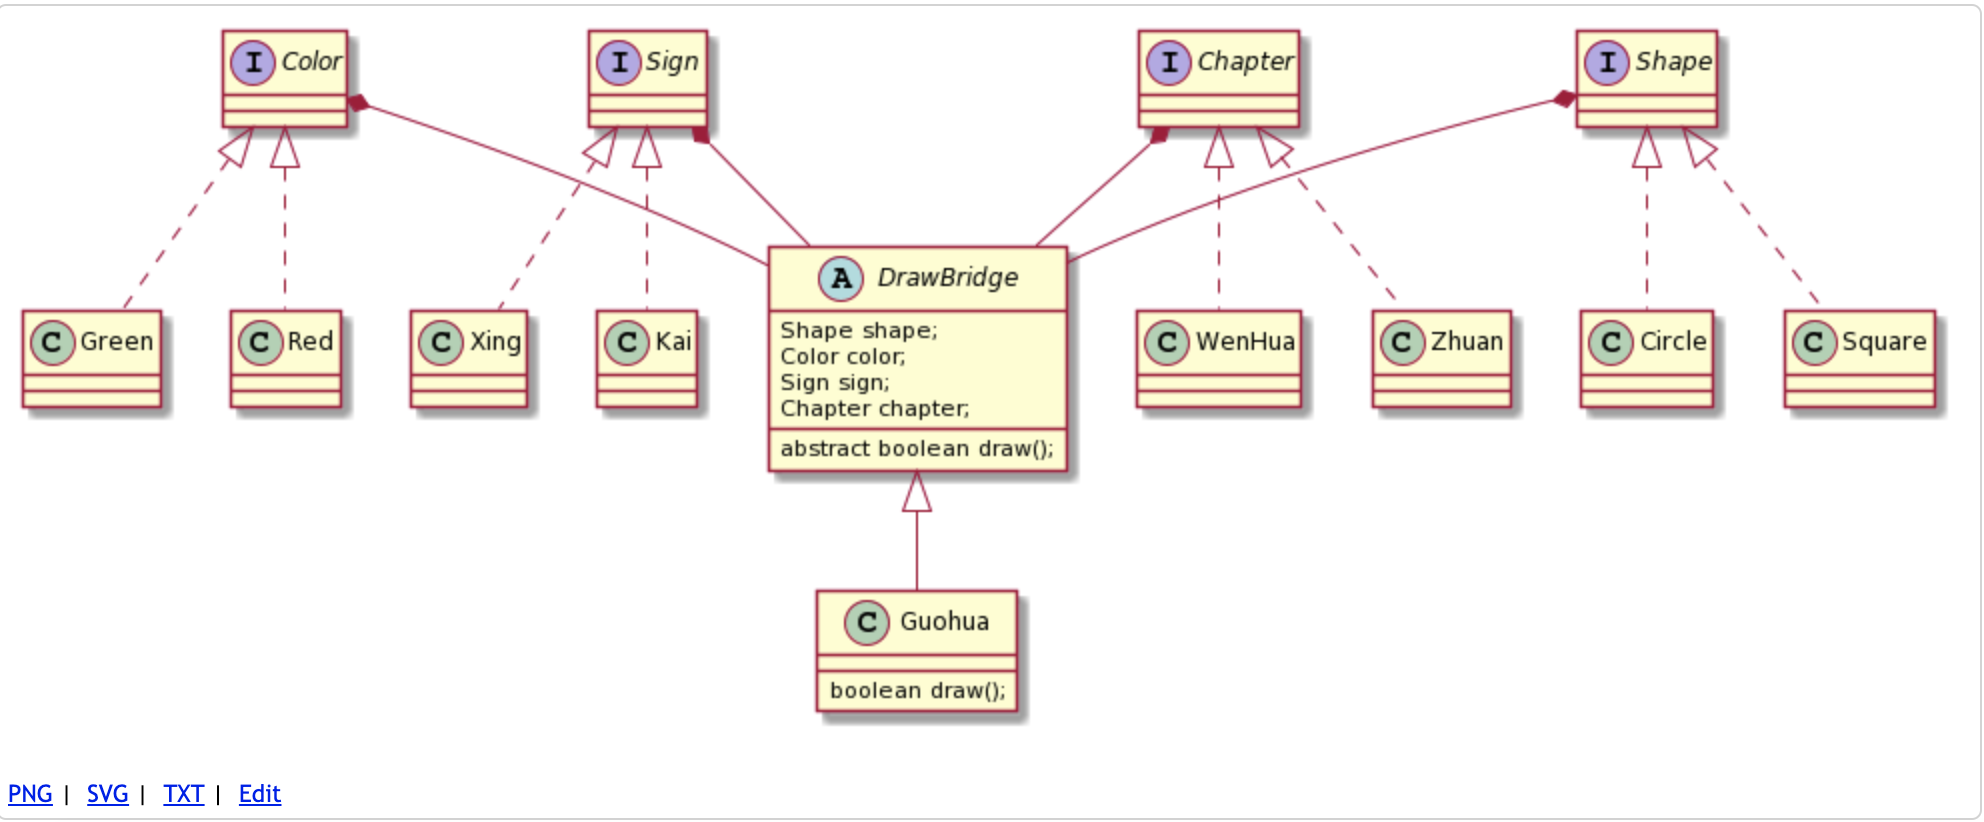 I Color
I Sign
I Chapter
I Shape
C Green
C Red
C Xing
C Kai
A DrawBridge
Shape shape;
Color color;
Sign sign;
Chapter chapter;
abstract boolean draw();
C WenHua
C Zhuan
C Circle
C Square
C Guohua
boolean draw();
PNG | SVG | TXT | Edit